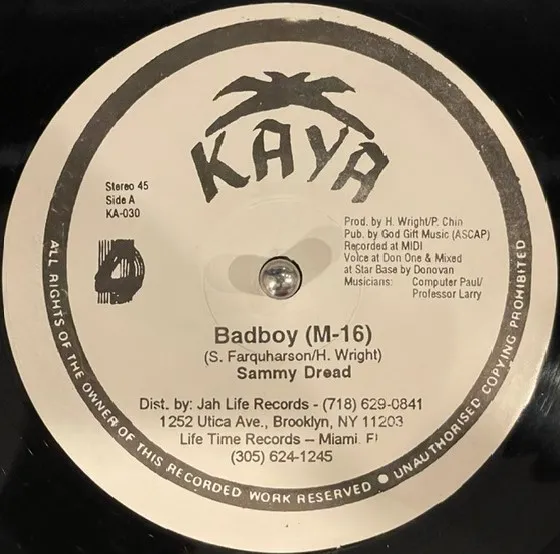 KAYA
Stereo 45
Side A
KA-030
Prod. by H. Wright/P. Chin
Pub. by God Gift Music (ASCAP)
Recorded at MIDI
Voice at Don One & Mixed
at Star Base by Donovan
Musicians: Computer Paul/
Professor Larry
Badboy (M-16)
(S. Farquharson/H. Wright)
Sammy Dread
Dist. by: Jah Life Records - (718) 629-0841
1252 Utica Ave., Brooklyn, NY 11203
Life Time Records – Miami. Fl
(305) 624-1245
ALL RIGHTS OF THE OWNER OF THIS RECORDED WORK RESERVED ● UNAUTHORISED COPYING PROHIBITED